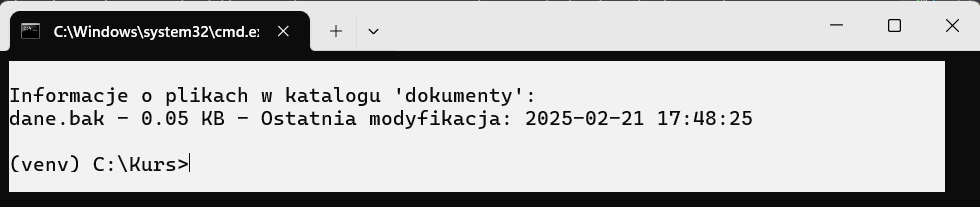 C:\Windows\system32\cmd.e
Informacje o plikach w katalogu 'dokumenty':
dane.bak - 0.05 KB - Ostatnia modyfikacja: 2025-02-21 17:48:25
(venv) C:\Kurs>